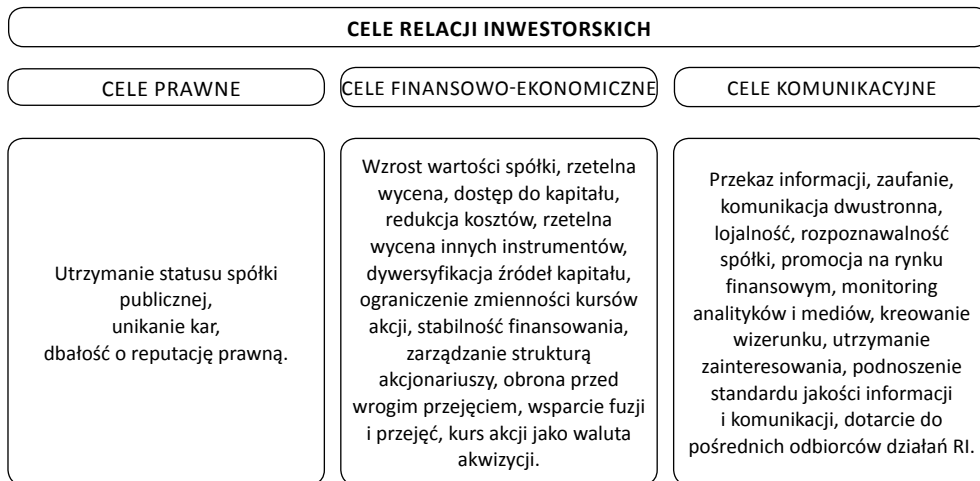 CELE RELACJI INWESTORSKICH
CELE PRAWNE
CELE FINANSOWO-EKONOMICZNE
CELE KOMUNIKACYJNE
Utrzymanie statusu spółki
publicznej,
unikanie kar,
dbałość o reputację prawną.
Wzrost wartości spółki, rzetelna
wycena, dostęp do kapitału,
redukcja kosztów, rzetelna
wycena innych instrumentów,
dywersyfikacja źródeł kapitału,
ograniczenie zmienności kursów
akcji, stabilność finansowania,
zarządzanie strukturą
akcjonariuszy, obrona przed
wrogim przejęciem, wsparcie fuzji
i przejęć, kurs akcji jako waluta
akwizycji.
Przekaz informacji, zaufanie,
komunikacja dwustronna,
lojalność, rozpoznawalność
spółki, promocja na rynku
finansowym, monitoring
analityków i mediów, kreowanie
wizerunku, utrzymanie
zainteresowania, podnoszenie
standardu jakości informacji
i komunikacji, dotarcie do
pośrednich odbiorców działań RI.